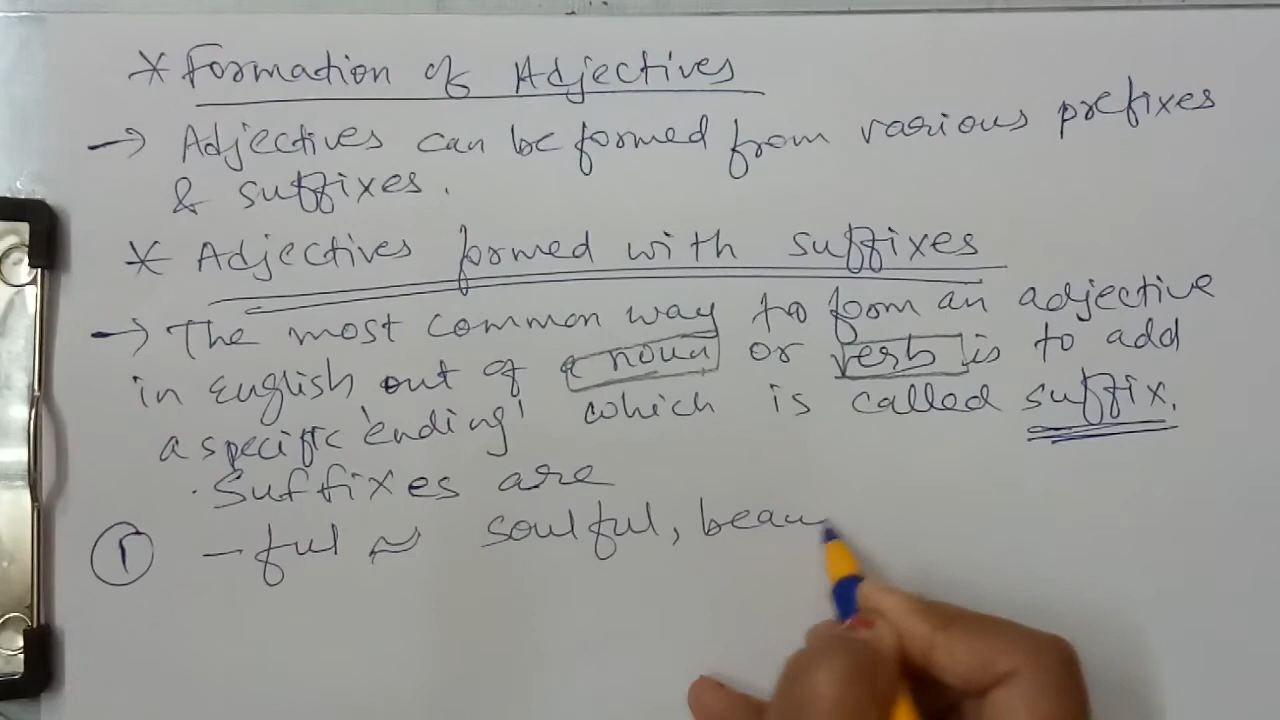 * Formation of Adjectives
→ Adjectives can be formed from various prefixes
& suffixes.
* Adjectives formed with suffixes
→ The most common way to form an adjective
in English out of a noun or verb is to add
a specific 'ending' which is called suffix.
. Suffixes are
① -ful ≈ soulful, beau